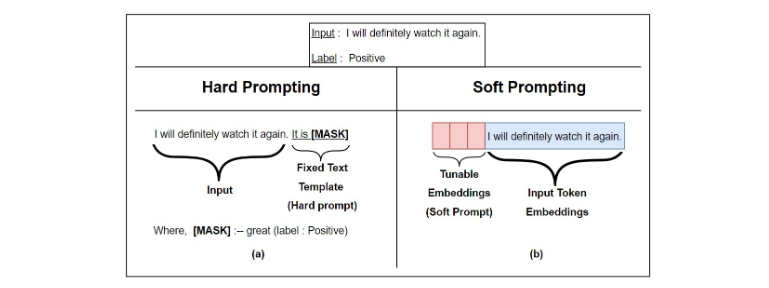 Input : I will definitely watch it again.
Label : Positive
Hard Prompting
Soft Prompting
I will definitely watch it again. It is [MASK]
Input
Fixed Text
Template
(Hard prompt)
Where, [MASK] :-- great (label : Positive)
(a)
I will definitely watch it again.
Tunable
Embeddings
(Soft Prompt)
Input Token
Embeddings
(b)